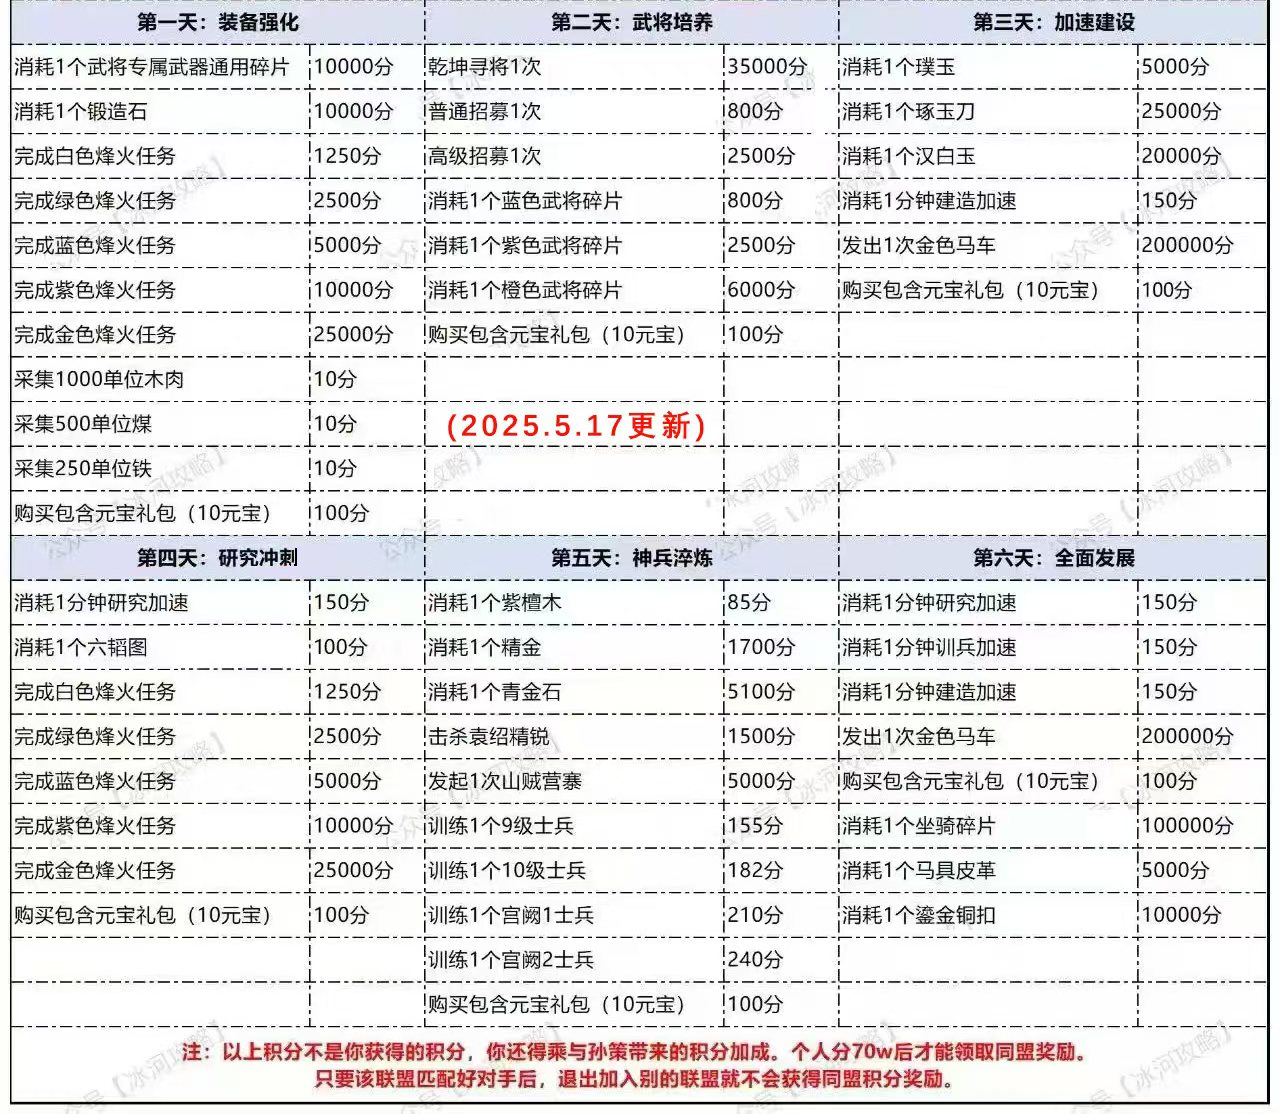 第一天：装备强化 第二天：武将培养 第三天：加速建设
消耗1个武将专属武器通用碎片 10000分 乾坤寻将1次 35000分 消耗1个璞玉 5000分
消耗1个锻造石 10000分 普通招募1次 800分 消耗1个琢玉刀 25000分
完成白色烽火任务 1250分 高级招募1次 2500分 消耗1个汉白玉 20000分
完成绿色烽火任务 2500分 消耗1个蓝色武将碎片 800分 消耗1分钟建造加速 150分
完成蓝色烽火任务 5000分 消耗1个紫色武将碎片 2500分 发出1次金色马车 200000分
完成紫色烽火任务 10000分 消耗1个橙色武将碎片 6000分 购买包含元宝礼包（10元宝） 100分
完成金色烽火任务 25000分 购买包含元宝礼包（10元宝） 100分
采集1000单位木肉 10分
采集500单位煤 10分 (2025.5.17更新)
采集250单位铁 10分
购买包含元宝礼包（10元宝） 100分
第四天：研究冲刺 第五天：神兵淬炼 第六天：全面发展
消耗1分钟研究加速 150分 消耗1个紫檀木 85分 消耗1分钟研究加速 150分
消耗1个六韬图 100分 消耗1个精金 1700分 消耗1分钟训兵加速 150分
完成白色烽火任务 1250分 消耗1个青金石 5100分 消耗1分钟建造加速 150分
完成绿色烽火任务 2500分 击杀袁绍精锐 1500分 发出1次金色马车 200000分
完成蓝色烽火任务 5000分 发起1次山贼营寨 5000分 购买包含元宝礼包（10元宝） 100分
完成紫色烽火任务 10000分 训练1个9级士兵 155分 消耗1个坐骑碎片 100000分
完成金色烽火任务 25000分 训练1个10级士兵 182分 消耗1个马具皮革 5000分
购买包含元宝礼包（10元宝） 100分 训练1个宫阙1士兵 210分 消耗1个鎏金铜扣 10000分
训练1个宫阙2士兵 240分
购买包含元宝礼包（10元宝） 100分
注：以上积分不是你获得的积分，你还得乘与孙策带来的积分加成。个人分70w后才能领取同盟奖励。
只要该联盟匹配好对手后，退出加入别的联盟就不会获得同盟积分奖励。
公众号【冰河攻略】